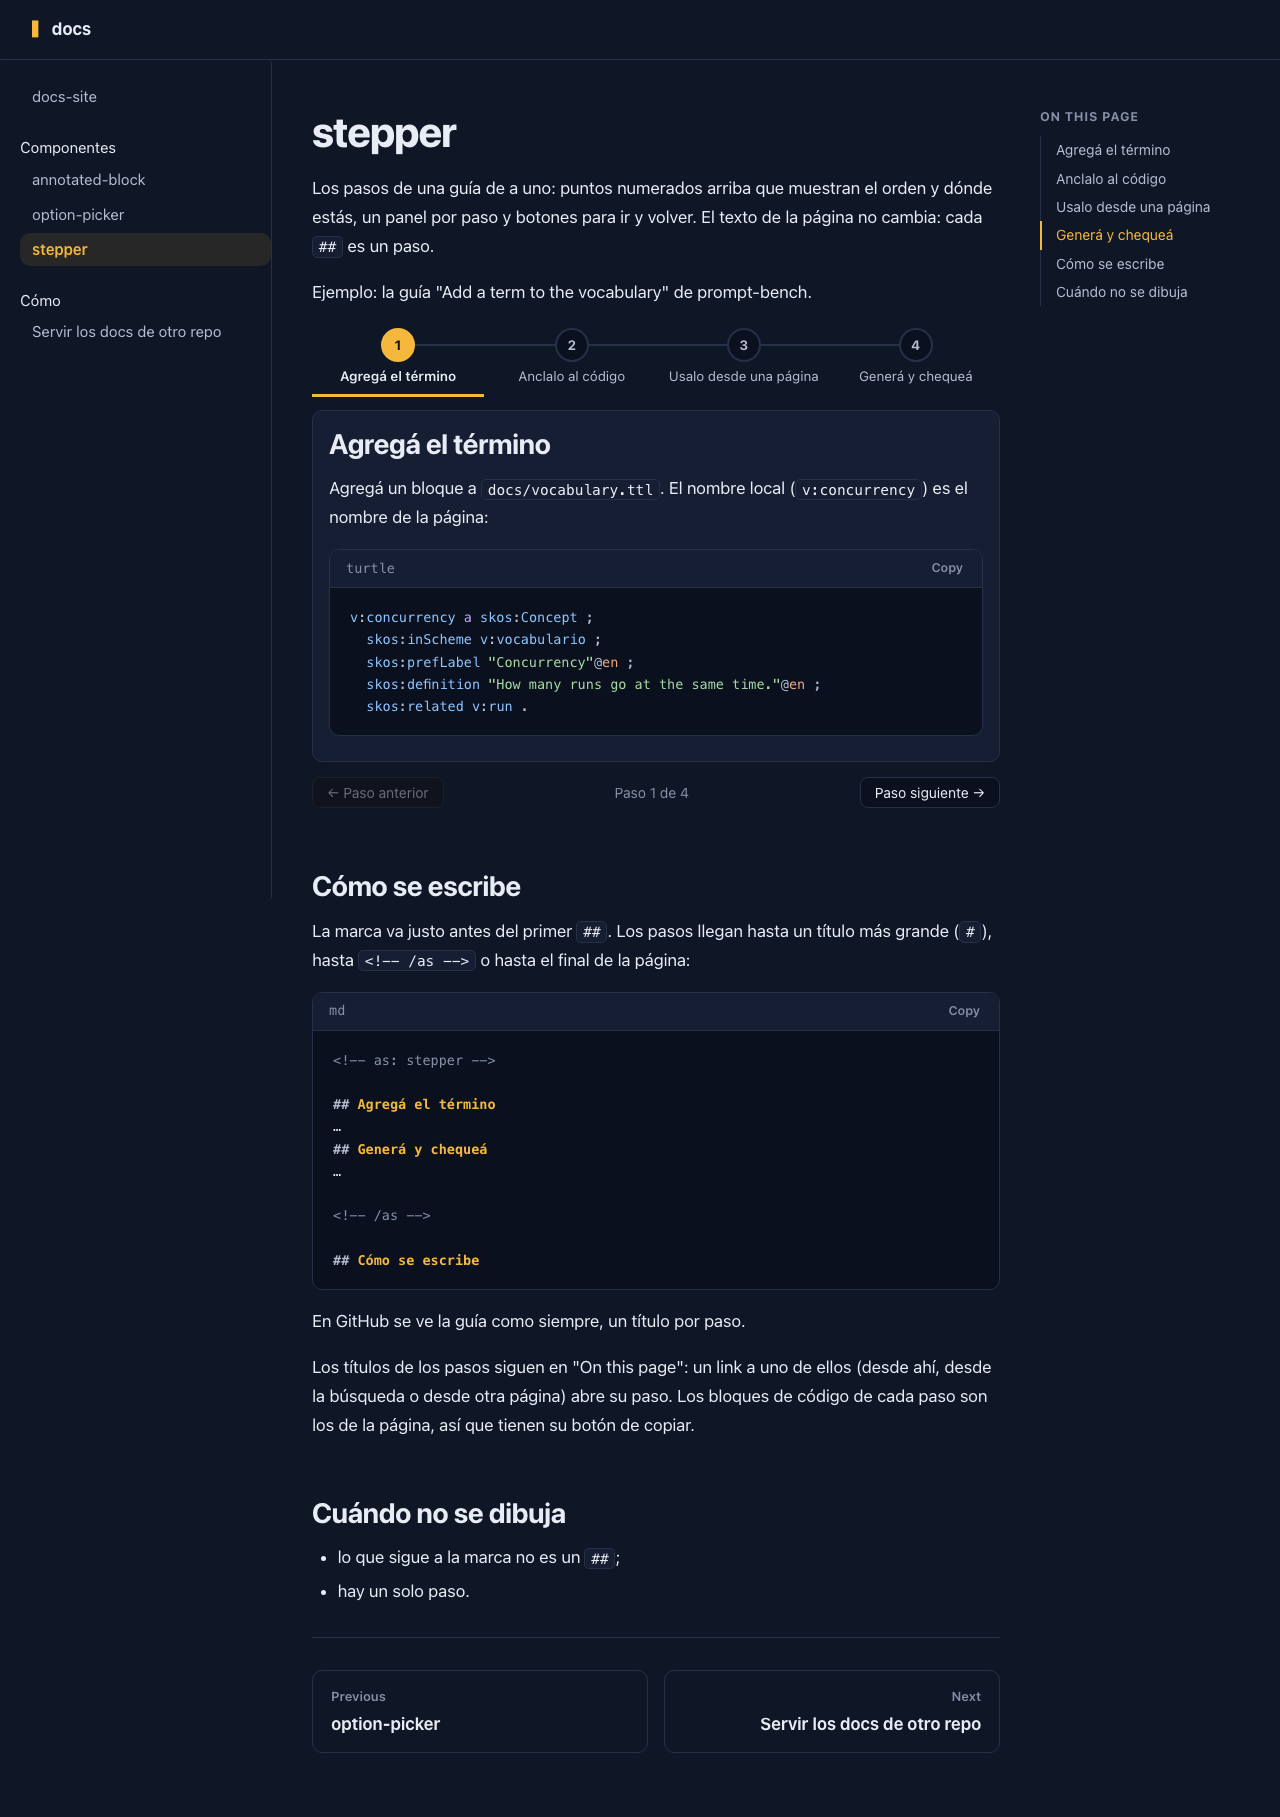 docs
docs-site
Componentes
annotated-block
option-picker
stepper
Cómo
Servir los docs de otro repo
stepper
Los pasos de una guía de a uno: puntos numerados arriba que muestran el orden y dónde
estás, un panel por paso y botones para ir y volver. El texto de la página no cambia: cada
## es un paso.
Ejemplo: la guía "Add a term to the vocabulary" de prompt-bench.
1 2 3 4
Agregá el término Anclalo al código Usalo desde una página Generá y chequeá
Agregá el término
Agregá un bloque a docs/vocabulary.ttl. El nombre local (v:concurrency) es el
nombre de la página:
turtle Copy
v:concurrency a skos:Concept ;
  skos:inScheme v:vocabulario ;
  skos:prefLabel "Concurrency"@en ;
  skos:definition "How many runs go at the same time."@en ;
  skos:related v:run .
← Paso anterior Paso 1 de 4 Paso siguiente →
Cómo se escribe
La marca va justo antes del primer ##. Los pasos llegan hasta un título más grande (#),
hasta <!-- /as --> o hasta el final de la página:
md Copy
<!-- as: stepper -->
## Agregá el término
…
## Generá y chequeá
…
<!-- /as -->
## Cómo se escribe
En GitHub se ve la guía como siempre, un título por paso.
Los títulos de los pasos siguen en "On this page": un link a uno de ellos (desde ahí, desde
la búsqueda o desde otra página) abre su paso. Los bloques de código de cada paso son
los de la página, así que tienen su botón de copiar.
Cuándo no se dibuja
• lo que sigue a la marca no es un ##;
• hay un solo paso.
Previous
option-picker
Next
Servir los docs de otro repo
ON THIS PAGE
Agregá el término
Anclalo al código
Usalo desde una página
Generá y chequeá
Cómo se escribe
Cuándo no se dibuja